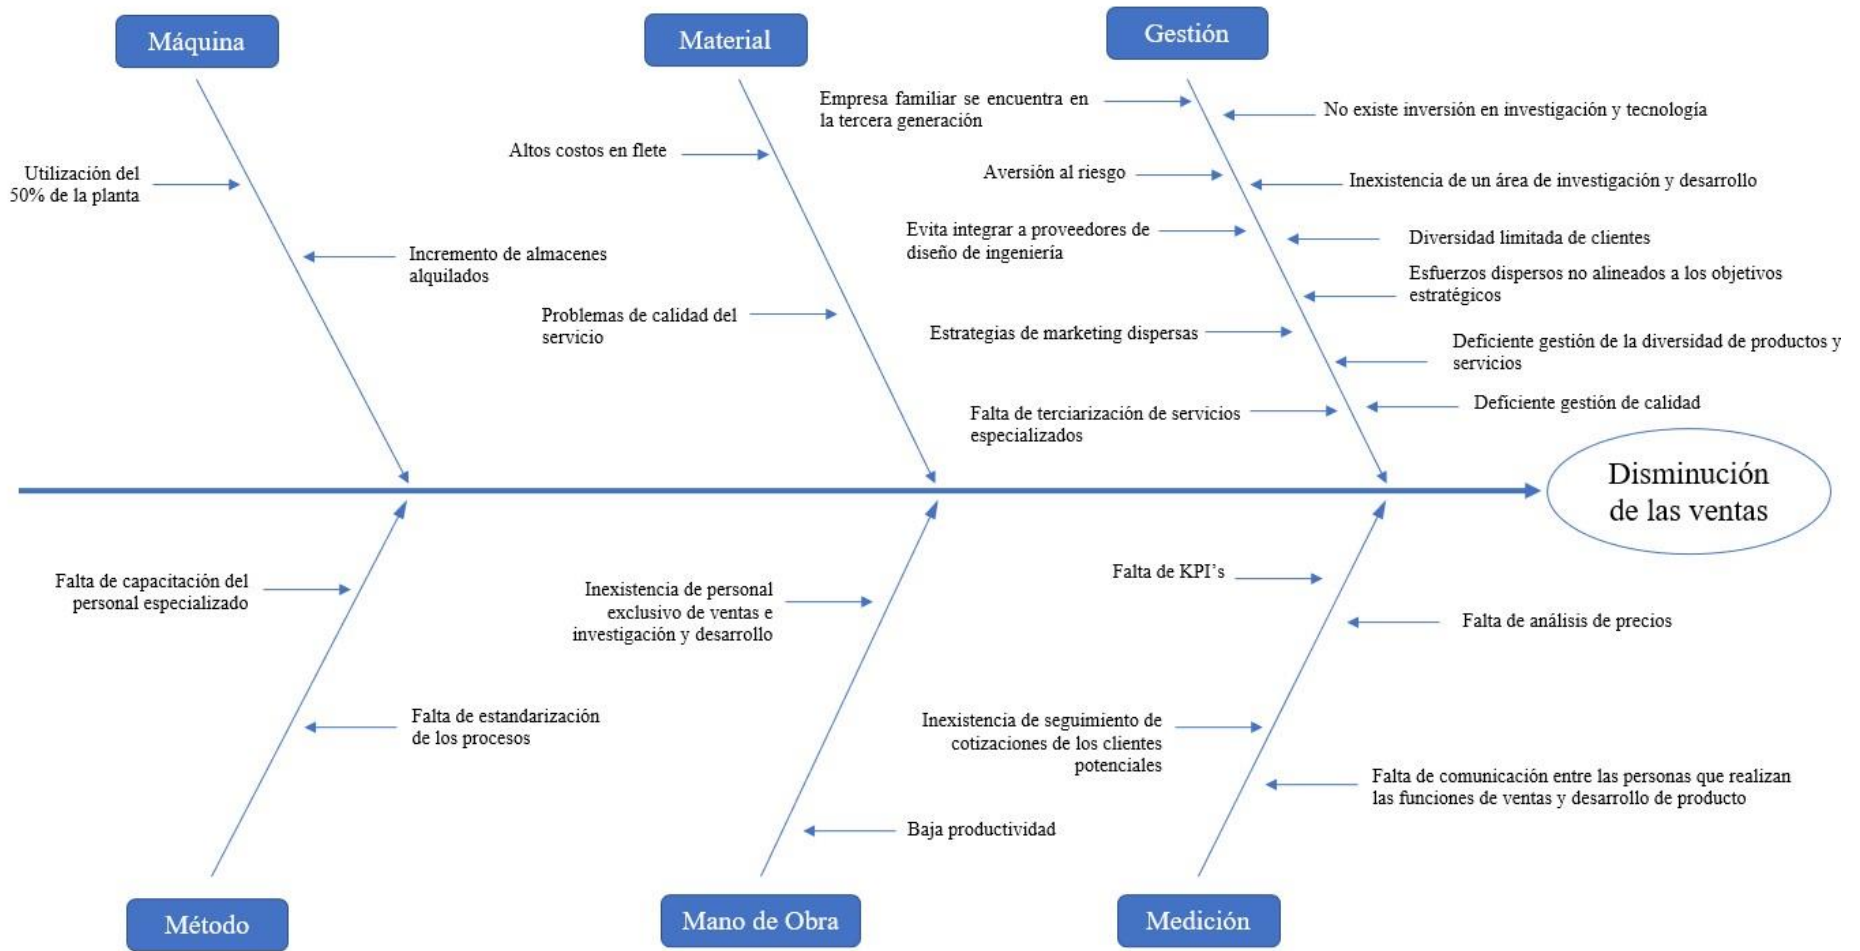 Máquina
Material
Gestión
Utilización del
50% de la planta
Incremento de almacenes
alquilados
Altos costos en flete
Problemas de calidad del
servicio
Empresa familiar se encuentra en
la tercera generación
No existe inversión en investigación y tecnología
Aversión al riesgo
Inexistencia de un área de investigación y desarrollo
Evita integrar a proveedores de
diseño de ingeniería
Diversidad limitada de clientes
Esfuerzos dispersos no alineados a los objetivos
estratégicos
Estrategias de marketing dispersas
Deficiente gestión de la diversidad de productos y
servicios
Falta de terciarización de servicios
especializados
Deficiente gestión de calidad
Disminución
de las ventas
Falta de capacitación del
personal especializado
Falta de estandarización
de los procesos
Inexistencia de personal
exclusivo de ventas e
investigación y desarrollo
Baja productividad
Falta de KPI’s
Falta de análisis de precios
Inexistencia de seguimiento de
cotizaciones de los clientes
potenciales
Falta de comunicación entre las personas que realizan
las funciones de ventas y desarrollo de producto
Método
Mano de Obra
Medición